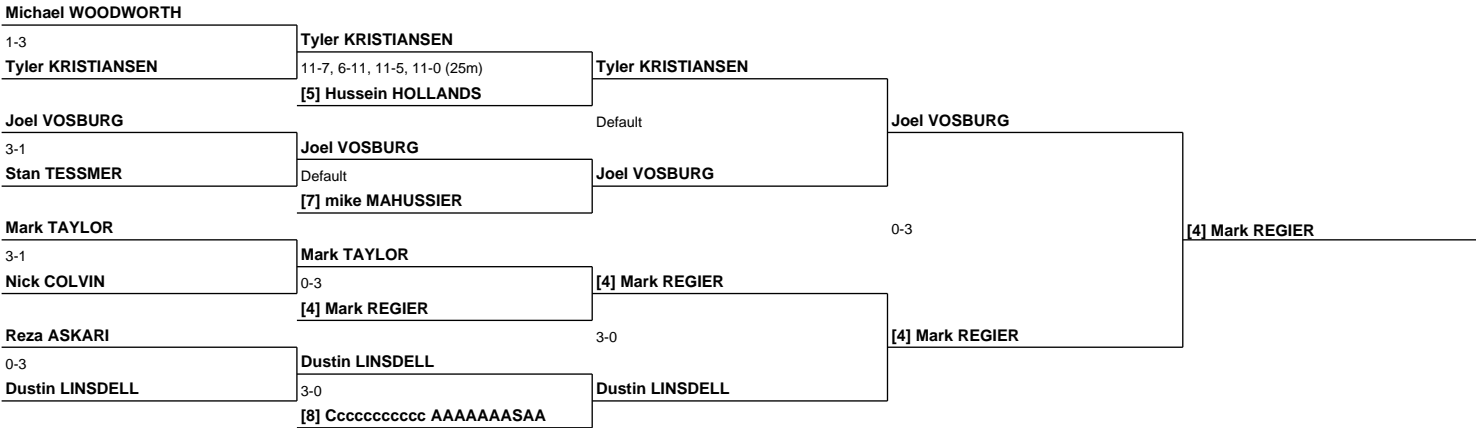 Michael WOODWORTH
1-3
Tyler KRISTIANSEN
Tyler KRISTIANSEN
11-7, 6-11, 11-5, 11-0 (25m)
[5] Hussein HOLLANDS
Tyler KRISTIANSEN
Joel VOSBURG
3-1
Stan TESSMER
Joel VOSBURG
Default
[7] mike MAHUSSIER
Default
Joel VOSBURG
Joel VOSBURG
Mark TAYLOR
3-1
Nick COLVIN
Mark TAYLOR
0-3
[4] Mark REGIER
[4] Mark REGIER
0-3
[4] Mark REGIER
Reza ASKARI
0-3
Dustin LINSDELL
Dustin LINSDELL
3-0
[8] Ccccccccccc AAAAAAASAA
3-0
Dustin LINSDELL
[4] Mark REGIER